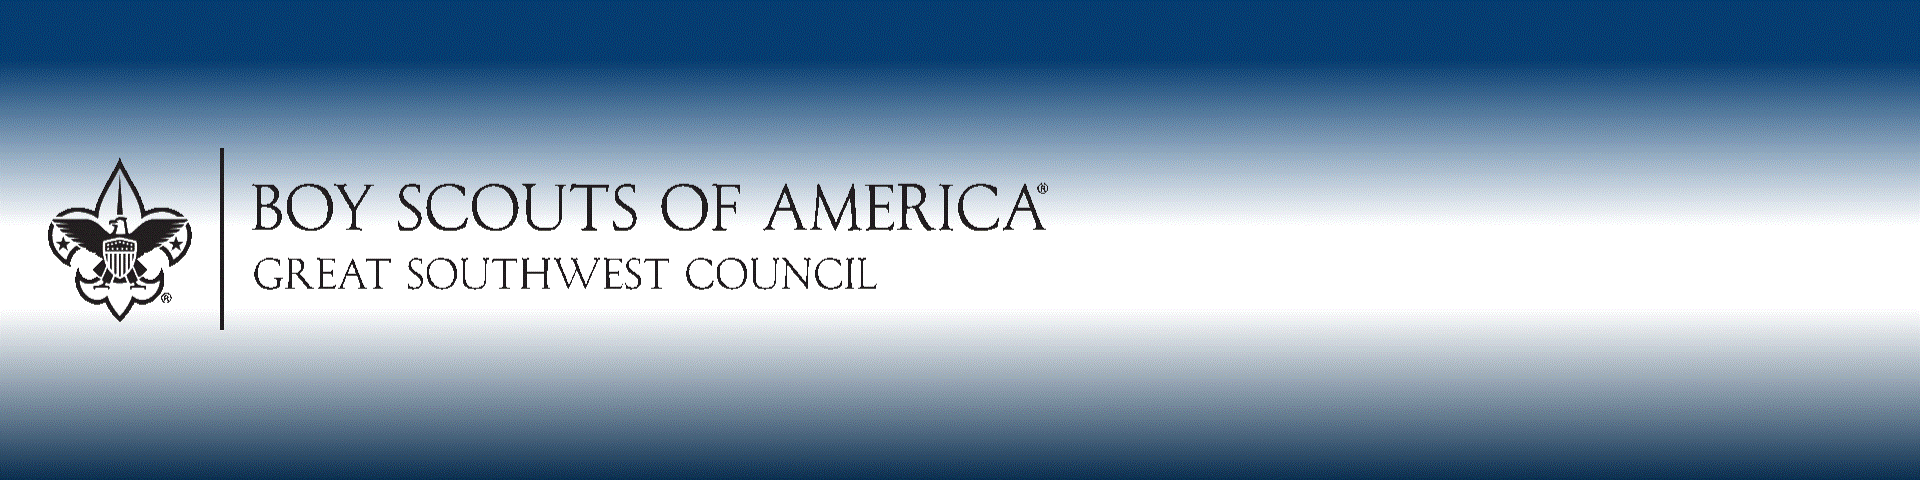 BOY SCOUTS OF AMERICA®
GREAT SOUTHWEST COUNCIL
®